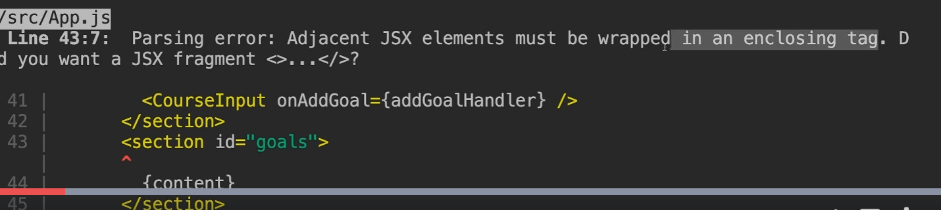 /src/App.js
Line 43:7:  Parsing error: Adjacent JSX elements must be wrapped in an enclosing tag. D
d you want a JSX fragment <>...</>?
41 |         <CourseInput onAddGoal={addGoalHandler} />
42 |       </section>
43 |       <section id="goals">
   |       ^
44 |         {content}
45 |       </section>